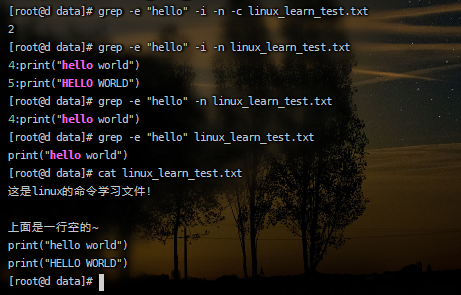 [root@d data]# grep -e "hello" -i -n -c linux_learn_test.txt
2
[root@d data]# grep -e "hello" -i -n linux_learn_test.txt
4:print("hello world")
5:print("HELLO WORLD")
[root@d data]# grep -e "hello" -n linux_learn_test.txt
4:print("hello world")
[root@d data]# grep -e "hello" linux_learn_test.txt
print("hello world")
[root@d data]# cat linux_learn_test.txt
这是linux的命令学习文件!
上面是一行空的~
print("hello world")
print("HELLO WORLD")
[root@d data]#